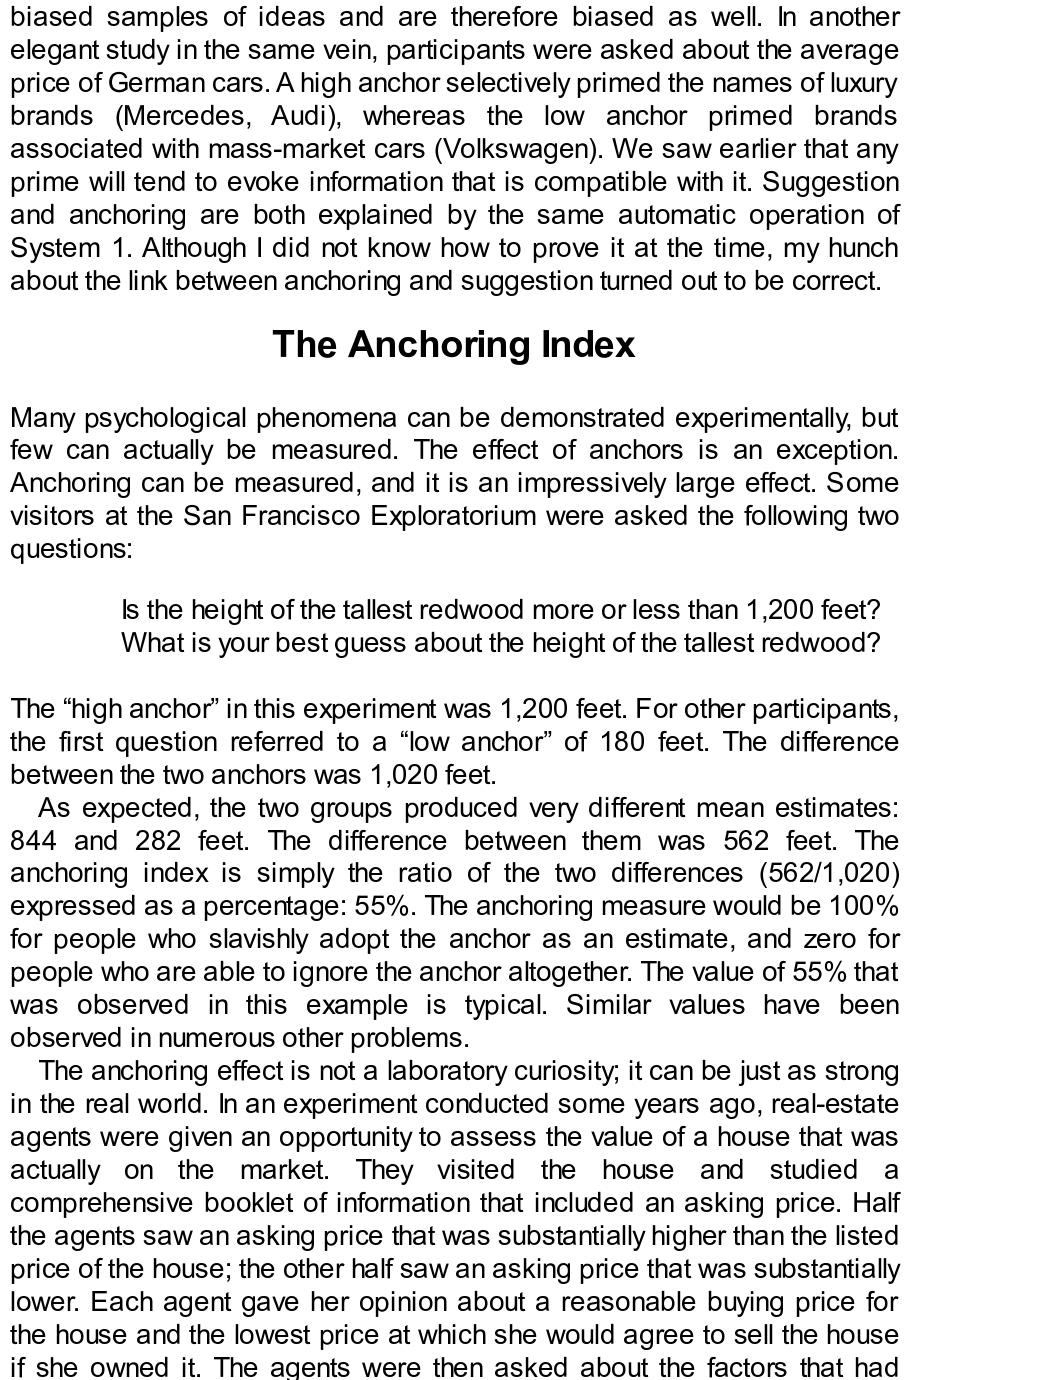 biased samples of ideas and are therefore biased as well. In another
elegant study in the same vein, participants were asked about the average
price of German cars. A high anchor selectively primed the names of luxury
brands (Mercedes, Audi), whereas the low anchor primed brands
associated with mass-market cars (Volkswagen). We saw earlier that any
prime will tend to evoke information that is compatible with it. Suggestion
and anchoring are both explained by the same automatic operation of
System 1. Although I did not know how to prove it at the time, my hunch
about the link between anchoring and suggestion turned out to be correct.
The Anchoring Index
Many psychological phenomena can be demonstrated experimentally, but
few can actually be measured. The effect of anchors is an exception.
Anchoring can be measured, and it is an impressively large effect. Some
visitors at the San Francisco Exploratorium were asked the following two
questions:
Is the height of the tallest redwood more or less than 1,200 feet?
What is your best guess about the height of the tallest redwood?
The “high anchor” in this experiment was 1,200 feet. For other participants,
the first question referred to a “low anchor” of 180 feet. The difference
between the two anchors was 1,020 feet.
As expected, the two groups produced very different mean estimates:
844 and 282 feet. The difference between them was 562 feet. The
anchoring index is simply the ratio of the two differences (562/1,020)
expressed as a percentage: 55%. The anchoring measure would be 100%
for people who slavishly adopt the anchor as an estimate, and zero for
people who are able to ignore the anchor altogether. The value of 55% that
was observed in this example is typical. Similar values have been
observed in numerous other problems.
The anchoring effect is not a laboratory curiosity; it can be just as strong
in the real world. In an experiment conducted some years ago, real-estate
agents were given an opportunity to assess the value of a house that was
actually on the market. They visited the house and studied a
comprehensive booklet of information that included an asking price. Half
the agents saw an asking price that was substantially higher than the listed
price of the house; the other half saw an asking price that was substantially
lower. Each agent gave her opinion about a reasonable buying price for
the house and the lowest price at which she would agree to sell the house
if she owned it. The agents were then asked about the factors that had